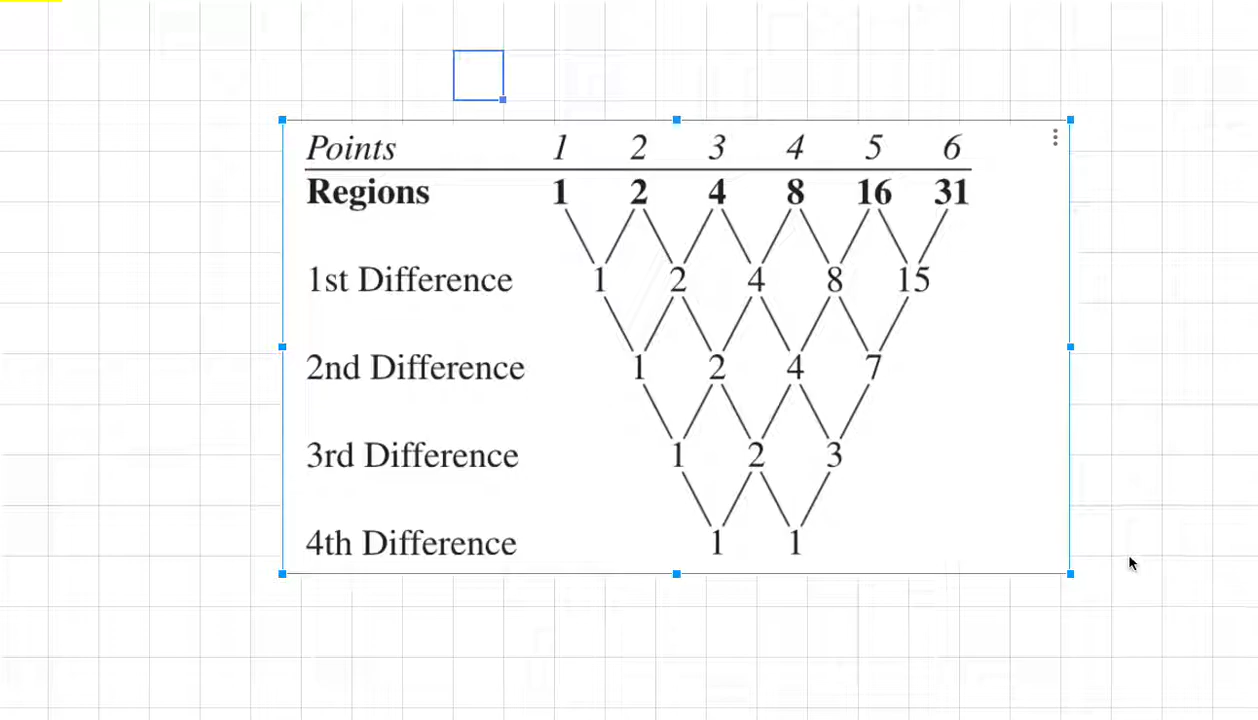 Points 1 2 3 4 5 6
Regions 1 2 4 8 16 31
1st Difference 1 2 4 8 15
2nd Difference 1 2 4 7
3rd Difference 1 2 3
4th Difference 1 1